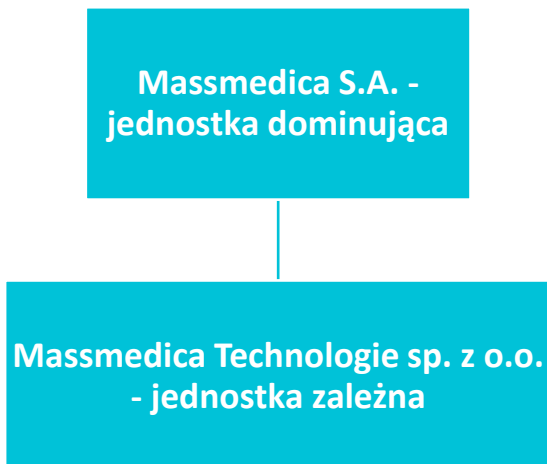 Massmedica S.A. -
jednostka dominująca
Massmedica Technologie sp. z o.o.
- jednostka zależna